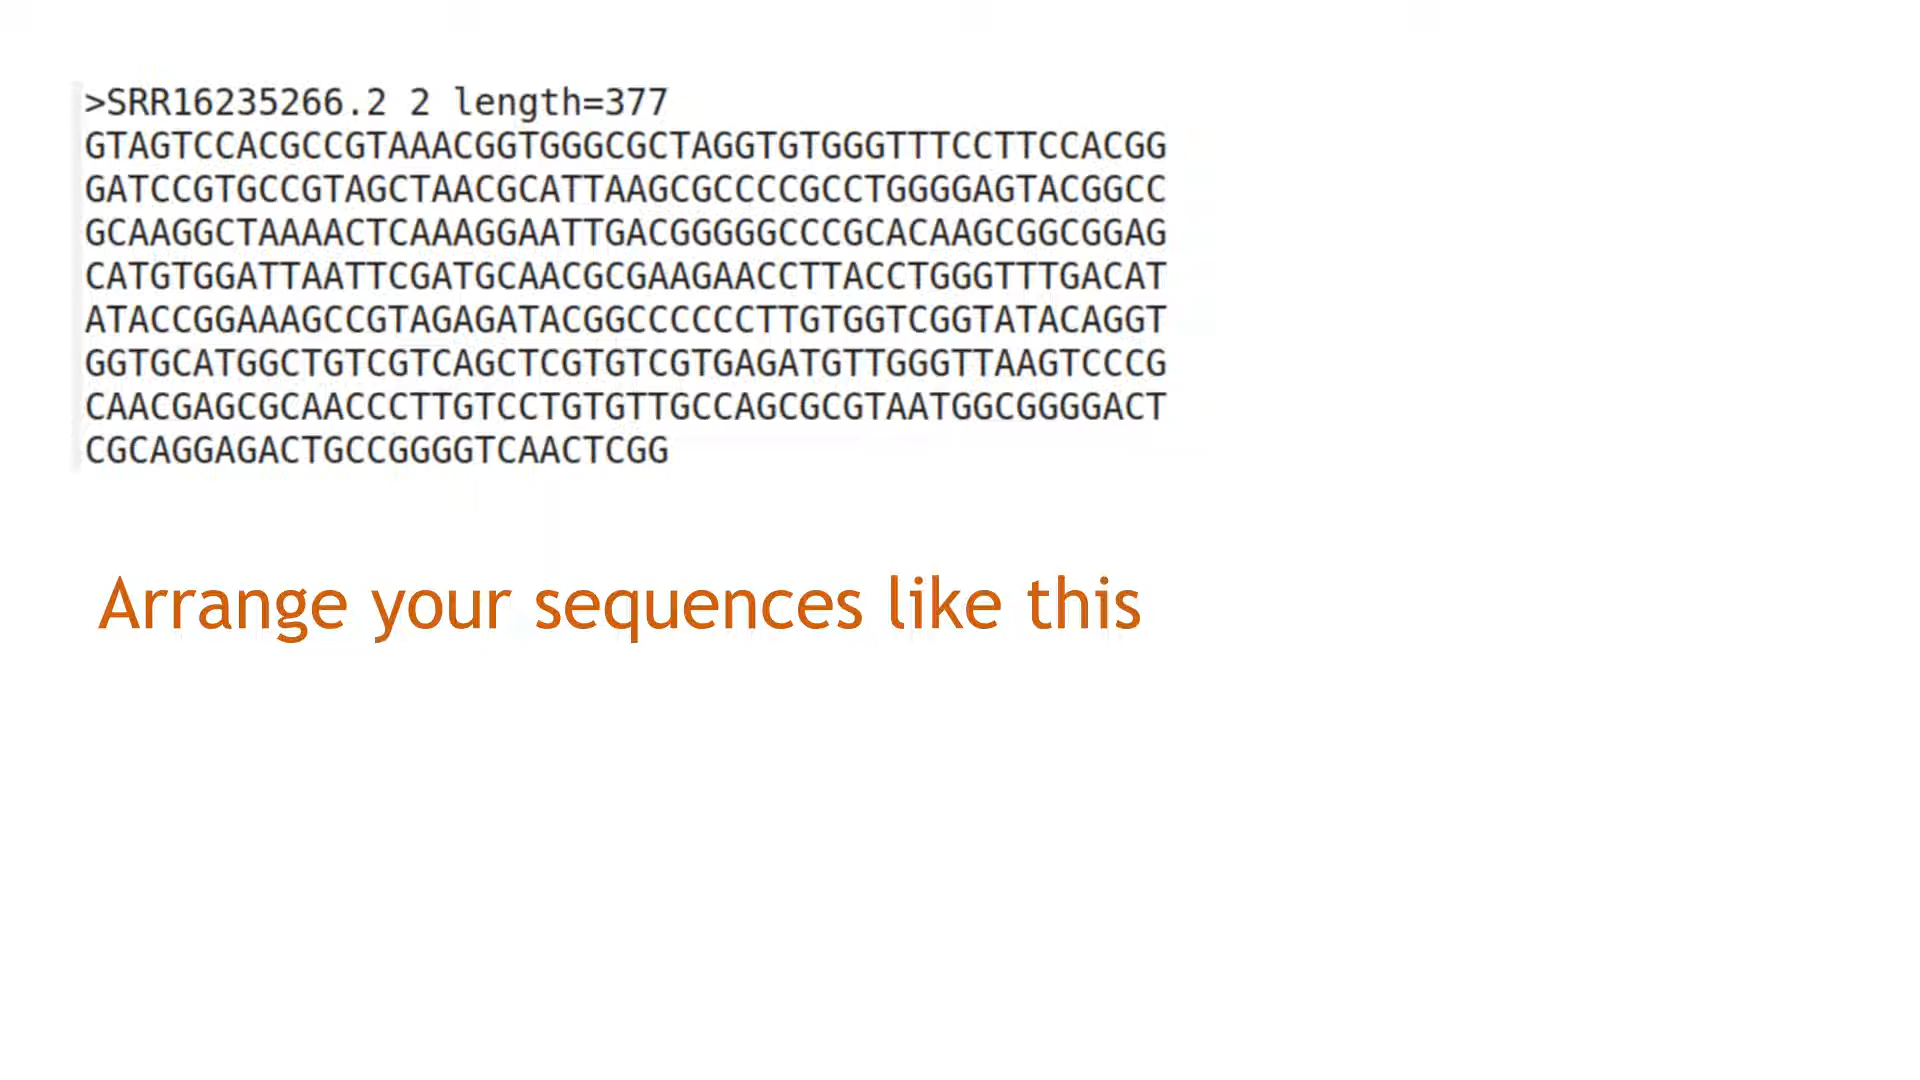 >SRR16235266.2 2 length=377
GTAGTCCACGCCGTAAACGGTGGGCGCTAGGTGTGGGTTTCCTTCCACGG
GATCCGTGCCGTAGCTAACGCATTAAGCGCCCCGCCTGGGGAGTACGGCC
GCAAGGCTAAAACTCAAAGGAATTGACGGGGGCCCGCACAAGCGGCGGAG
CATGTGGATTAATTCGATGCAACGCGAAGAACCTTACCTGGGTTTGACAT
ATACCGGAAAGCCGTAGAGATACGGCCCCCCTTGTGGTCGGTATACAGGT
GGTGCATGGCTGTCGTCAGCTCGTGTCGTGAGATGTTGGGTTAAGTCCCG
CAACGAGCGCAACCCTTGTCCTGTGTTGCCAGCGCGTAATGGCGGGGACT
CGCAGGAGACTGCCGGGGTCAACTCGG
Arrange your sequences like this